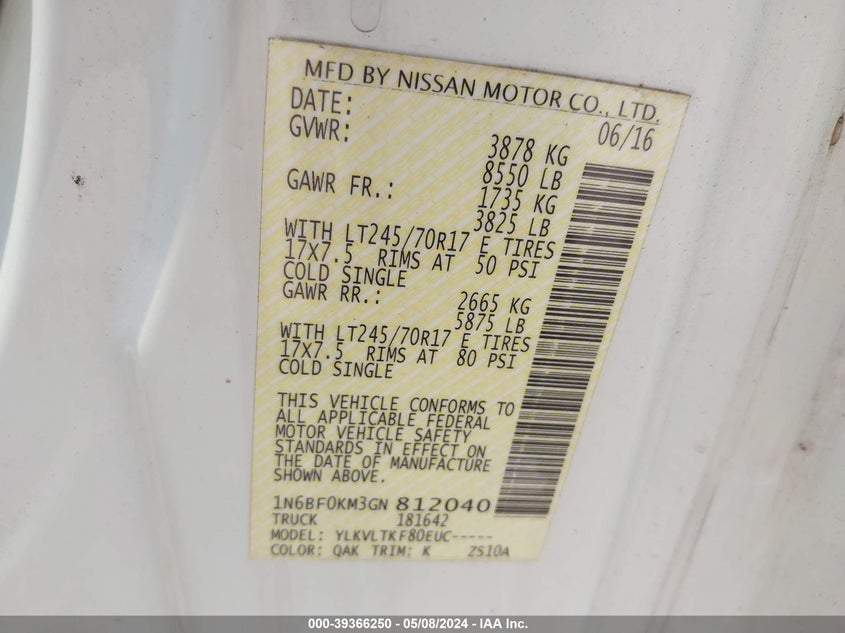 MFD BY NISSAN MOTOR CO., LTD.
DATE: 06/16
GVWR: 3878 KG
8550 LB
GAWR FR.: 1735 KG
3825 LB
WITH LT245/70R17 E TIRES
17X7.5 RIMS AT 50 PSI
COLD SINGLE
GAWR RR.: 2665 KG
5875 LB
WITH LT245/70R17 E TIRES
17X7.5 RIMS AT 80 PSI
COLD SINGLE
THIS VEHICLE CONFORMS TO
ALL APPLICABLE FEDERAL
MOTOR VEHICLE SAFETY
STANDARDS IN EFFECT ON
THE DATE OF MANUFACTURE
SHOWN ABOVE.
1N6BF0KM3GN 812040
TRUCK 181642
MODEL: YLKVLTKF80EUC-----
COLOR: QAK TRIM: K ZS10A
000-39366250 - 05/08/2024 - IAA Inc.